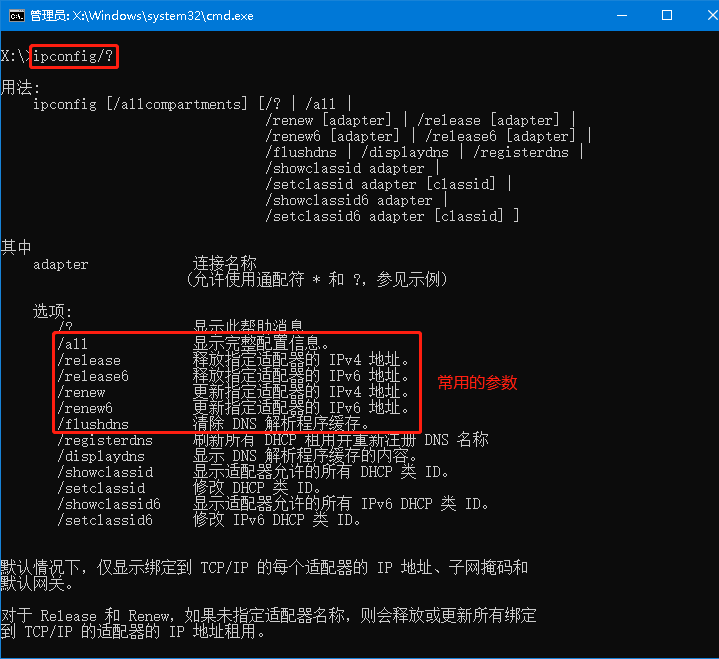 管理员: X:\Windows\system32\cmd.exe
X:\>ipconfig/?
用法:
ipconfig [/allcompartments] [/? | /all |
/renew [adapter] | /release [adapter] |
/renew6 [adapter] | /release6 [adapter] |
/flushdns | /displaydns | /registerdns |
/showclassid adapter |
/setclassid adapter [classid] |
/showclassid6 adapter |
/setclassid6 adapter [classid] ]
其中
adapter 连接名称
(允许使用通配符 * 和 ?，参见示例)
选项:
/? 显示此帮助消息
/all 显示完整配置信息。
/release 释放指定适配器的 IPv4 地址。
/release6 释放指定适配器的 IPv6 地址。
/renew 更新指定适配器的 IPv4 地址。
/renew6 更新指定适配器的 IPv6 地址。
/flushdns 清除 DNS 解析程序缓存。
常用的参数
/registerdns 刷新所有 DHCP 租用并重新注册 DNS 名称
/displaydns 显示 DNS 解析程序缓存的内容。
/showclassid 显示适配器允许的所有 DHCP 类 ID。
/setclassid 修改 DHCP 类 ID。
/showclassid6 显示适配器允许的所有 IPv6 DHCP 类 ID。
/setclassid6 修改 IPv6 DHCP 类 ID。
默认情况下，仅显示绑定到 TCP/IP 的每个适配器的 IP 地址、子网掩码和
默认网关。
对于 Release 和 Renew，如果未指定适配器名称，则会释放或更新所有绑定
到 TCP/IP 的适配器的 IP 地址租用。